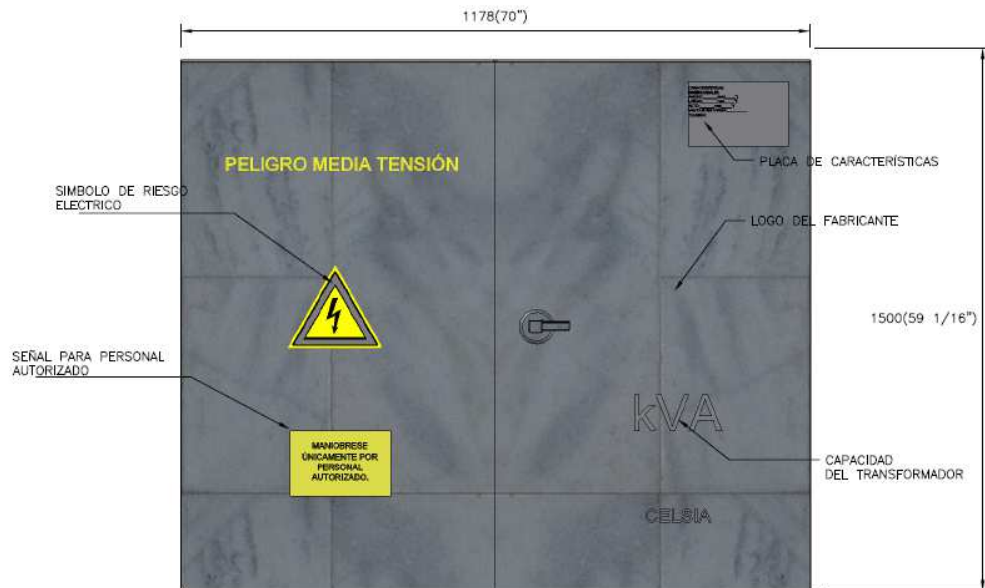 1178(70")
PELIGRO MEDIA TENSIÓN
PLACA DE CARACTERÍSTICAS
SIMBOLO DE RIESGO
ELECTRICO
LOGO DEL FABRICANTE
1500(59 1/16")
SEÑAL PARA PERSONAL
AUTORIZADO
MANIOBRESE
ÚNICAMENTE POR
PERSONAL
AUTORIZADO.
kVA
CAPACIDAD
DEL TRANSFORMADOR
CELSIA